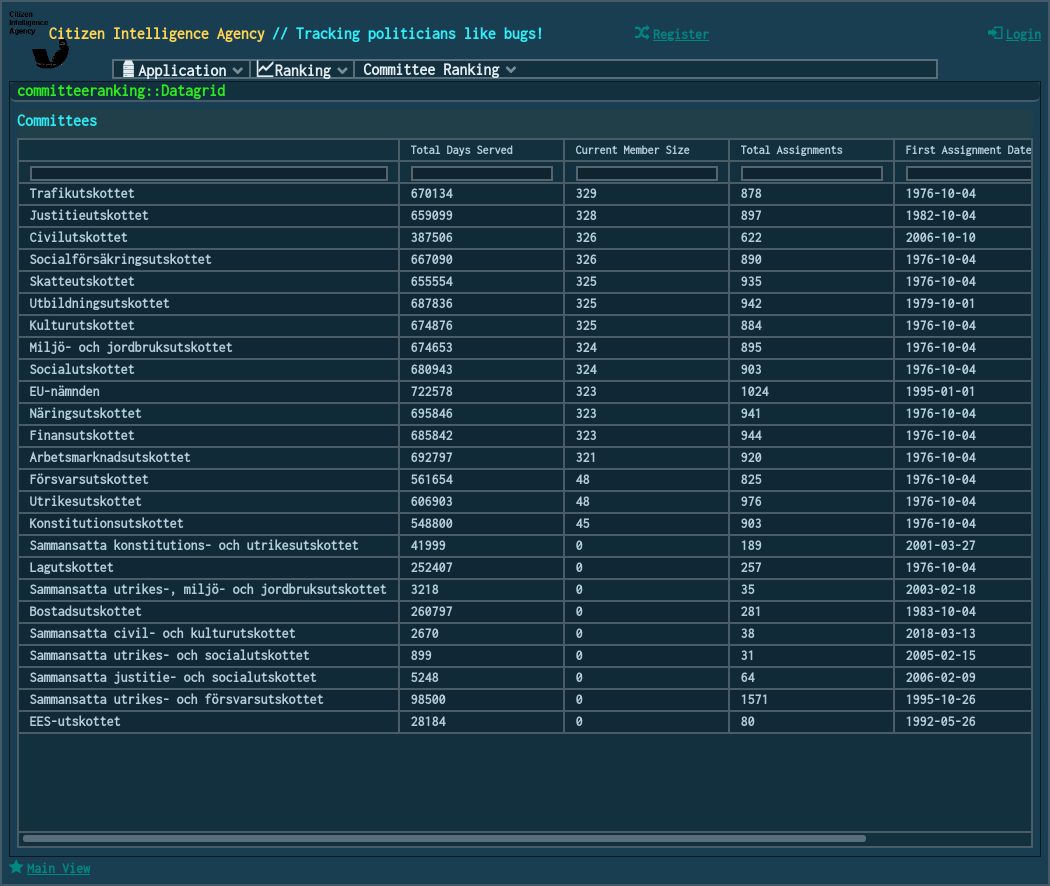 Citizen
Intelligence
Agency
Citizen Intelligence Agency // Tracking politicians like bugs!
Register
Login
Application
Ranking
Committee Ranking
committeeranking::Datagrid
Committees
Total Days Served Current Member Size Total Assignments First Assignment Date
Trafikutskottet 670134 329 878 1976-10-04
Justitieutskottet 659099 328 897 1982-10-04
Civilutskottet 387506 326 622 2006-10-10
Socialförsäkringsutskottet 667090 326 890 1976-10-04
Skatteutskottet 655554 325 935 1976-10-04
Utbildningsutskottet 687836 325 942 1979-10-01
Kulturutskottet 674876 325 884 1976-10-04
Miljö- och jordbruksutskottet 674653 324 895 1976-10-04
Socialutskottet 680943 324 903 1976-10-04
EU-nämnden 722578 323 1024 1995-01-01
Näringsutskottet 695846 323 941 1976-10-04
Finansutskottet 685842 323 944 1976-10-04
Arbetsmarknadsutskottet 692797 321 920 1976-10-04
Försvarsutskottet 561654 48 825 1976-10-04
Utrikesutskottet 606903 48 976 1976-10-04
Konstitutionsutskottet 548800 45 903 1976-10-04
Sammansatta konstitutions- och utrikesutskottet 41999 0 189 2001-03-27
Lagutskottet 252407 0 257 1976-10-04
Sammansatta utrikes-, miljö- och jordbruksutskottet 3218 0 35 2003-02-18
Bostadsutskottet 260797 0 281 1983-10-04
Sammansatta civil- och kulturutskottet 2670 0 38 2018-03-13
Sammansatta utrikes- och socialutskottet 899 0 31 2005-02-15
Sammansatta justitie- och socialutskottet 5248 0 64 2006-02-09
Sammansatta utrikes- och försvarsutskottet 98500 0 1571 1995-10-26
EES-utskottet 28184 0 80 1992-05-26
Main View